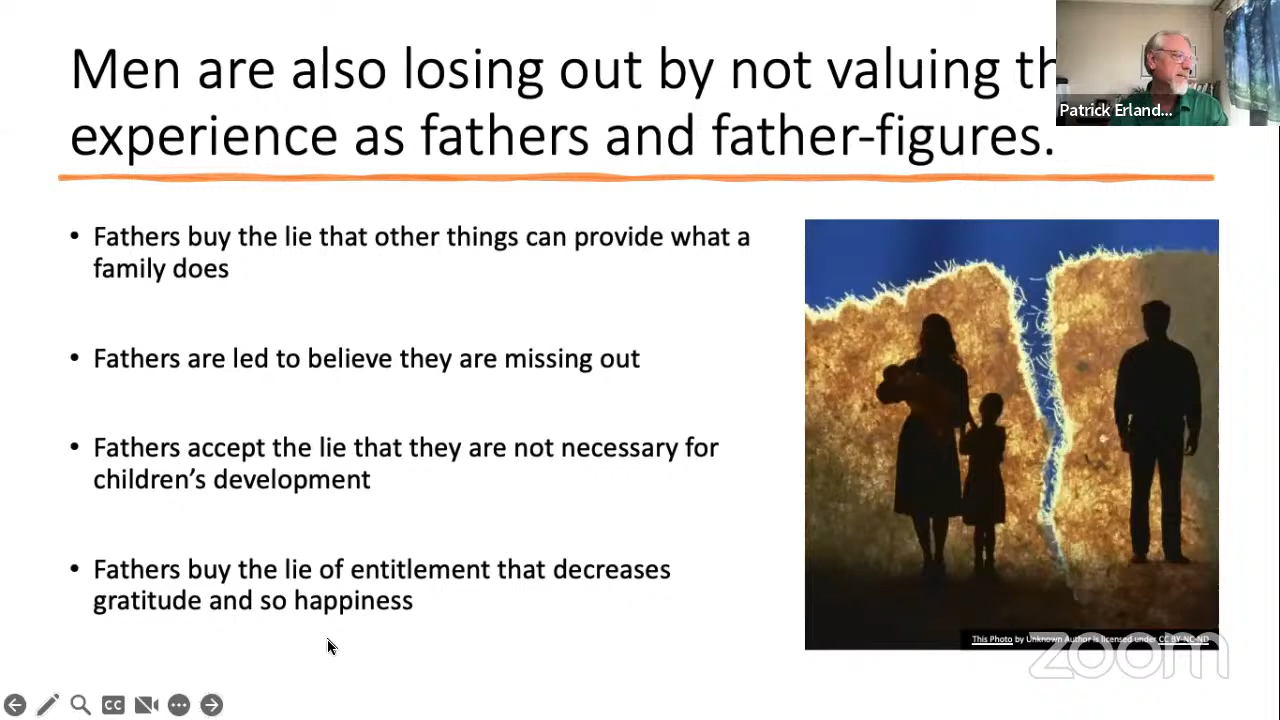 Men are also losing out by not valuing th
experience as fathers and father-figures.
Patrick Erland...
• Fathers buy the lie that other things can provide what a
family does
• Fathers are led to believe they are missing out
• Fathers accept the lie that they are not necessary for
children’s development
• Fathers buy the lie of entitlement that decreases
gratitude and so happiness
This Photo by Unknown Author is licensed under CC BY-NC-ND
zoom
CC